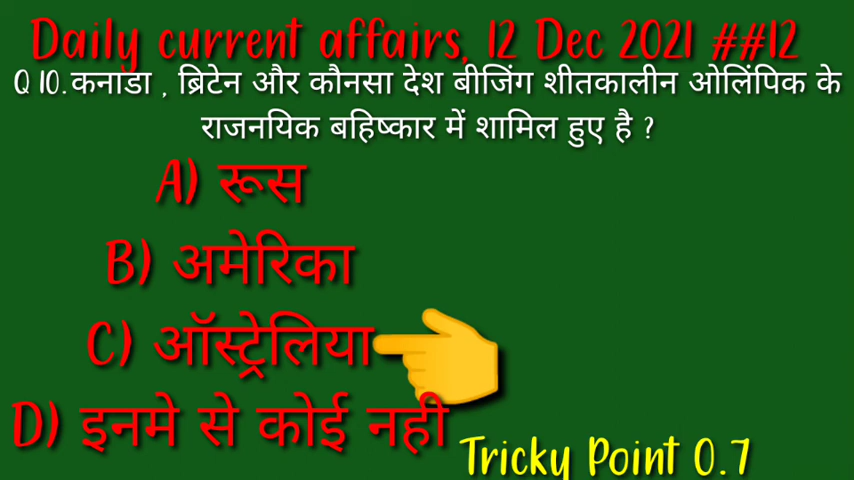 Daily current affairs, 12 Dec 2021 ##12
Q 10. कनाडा , ब्रिटेन और कौनसा देश बीजिंग शीतकालीन ओलिंपिक के
राजनयिक बहिष्कार में शामिल हुए है ?
A) रूस
B) अमेरिका
C) ऑस्ट्रेलिया
D) इनमे से कोई नही
Tricky Point 0.7